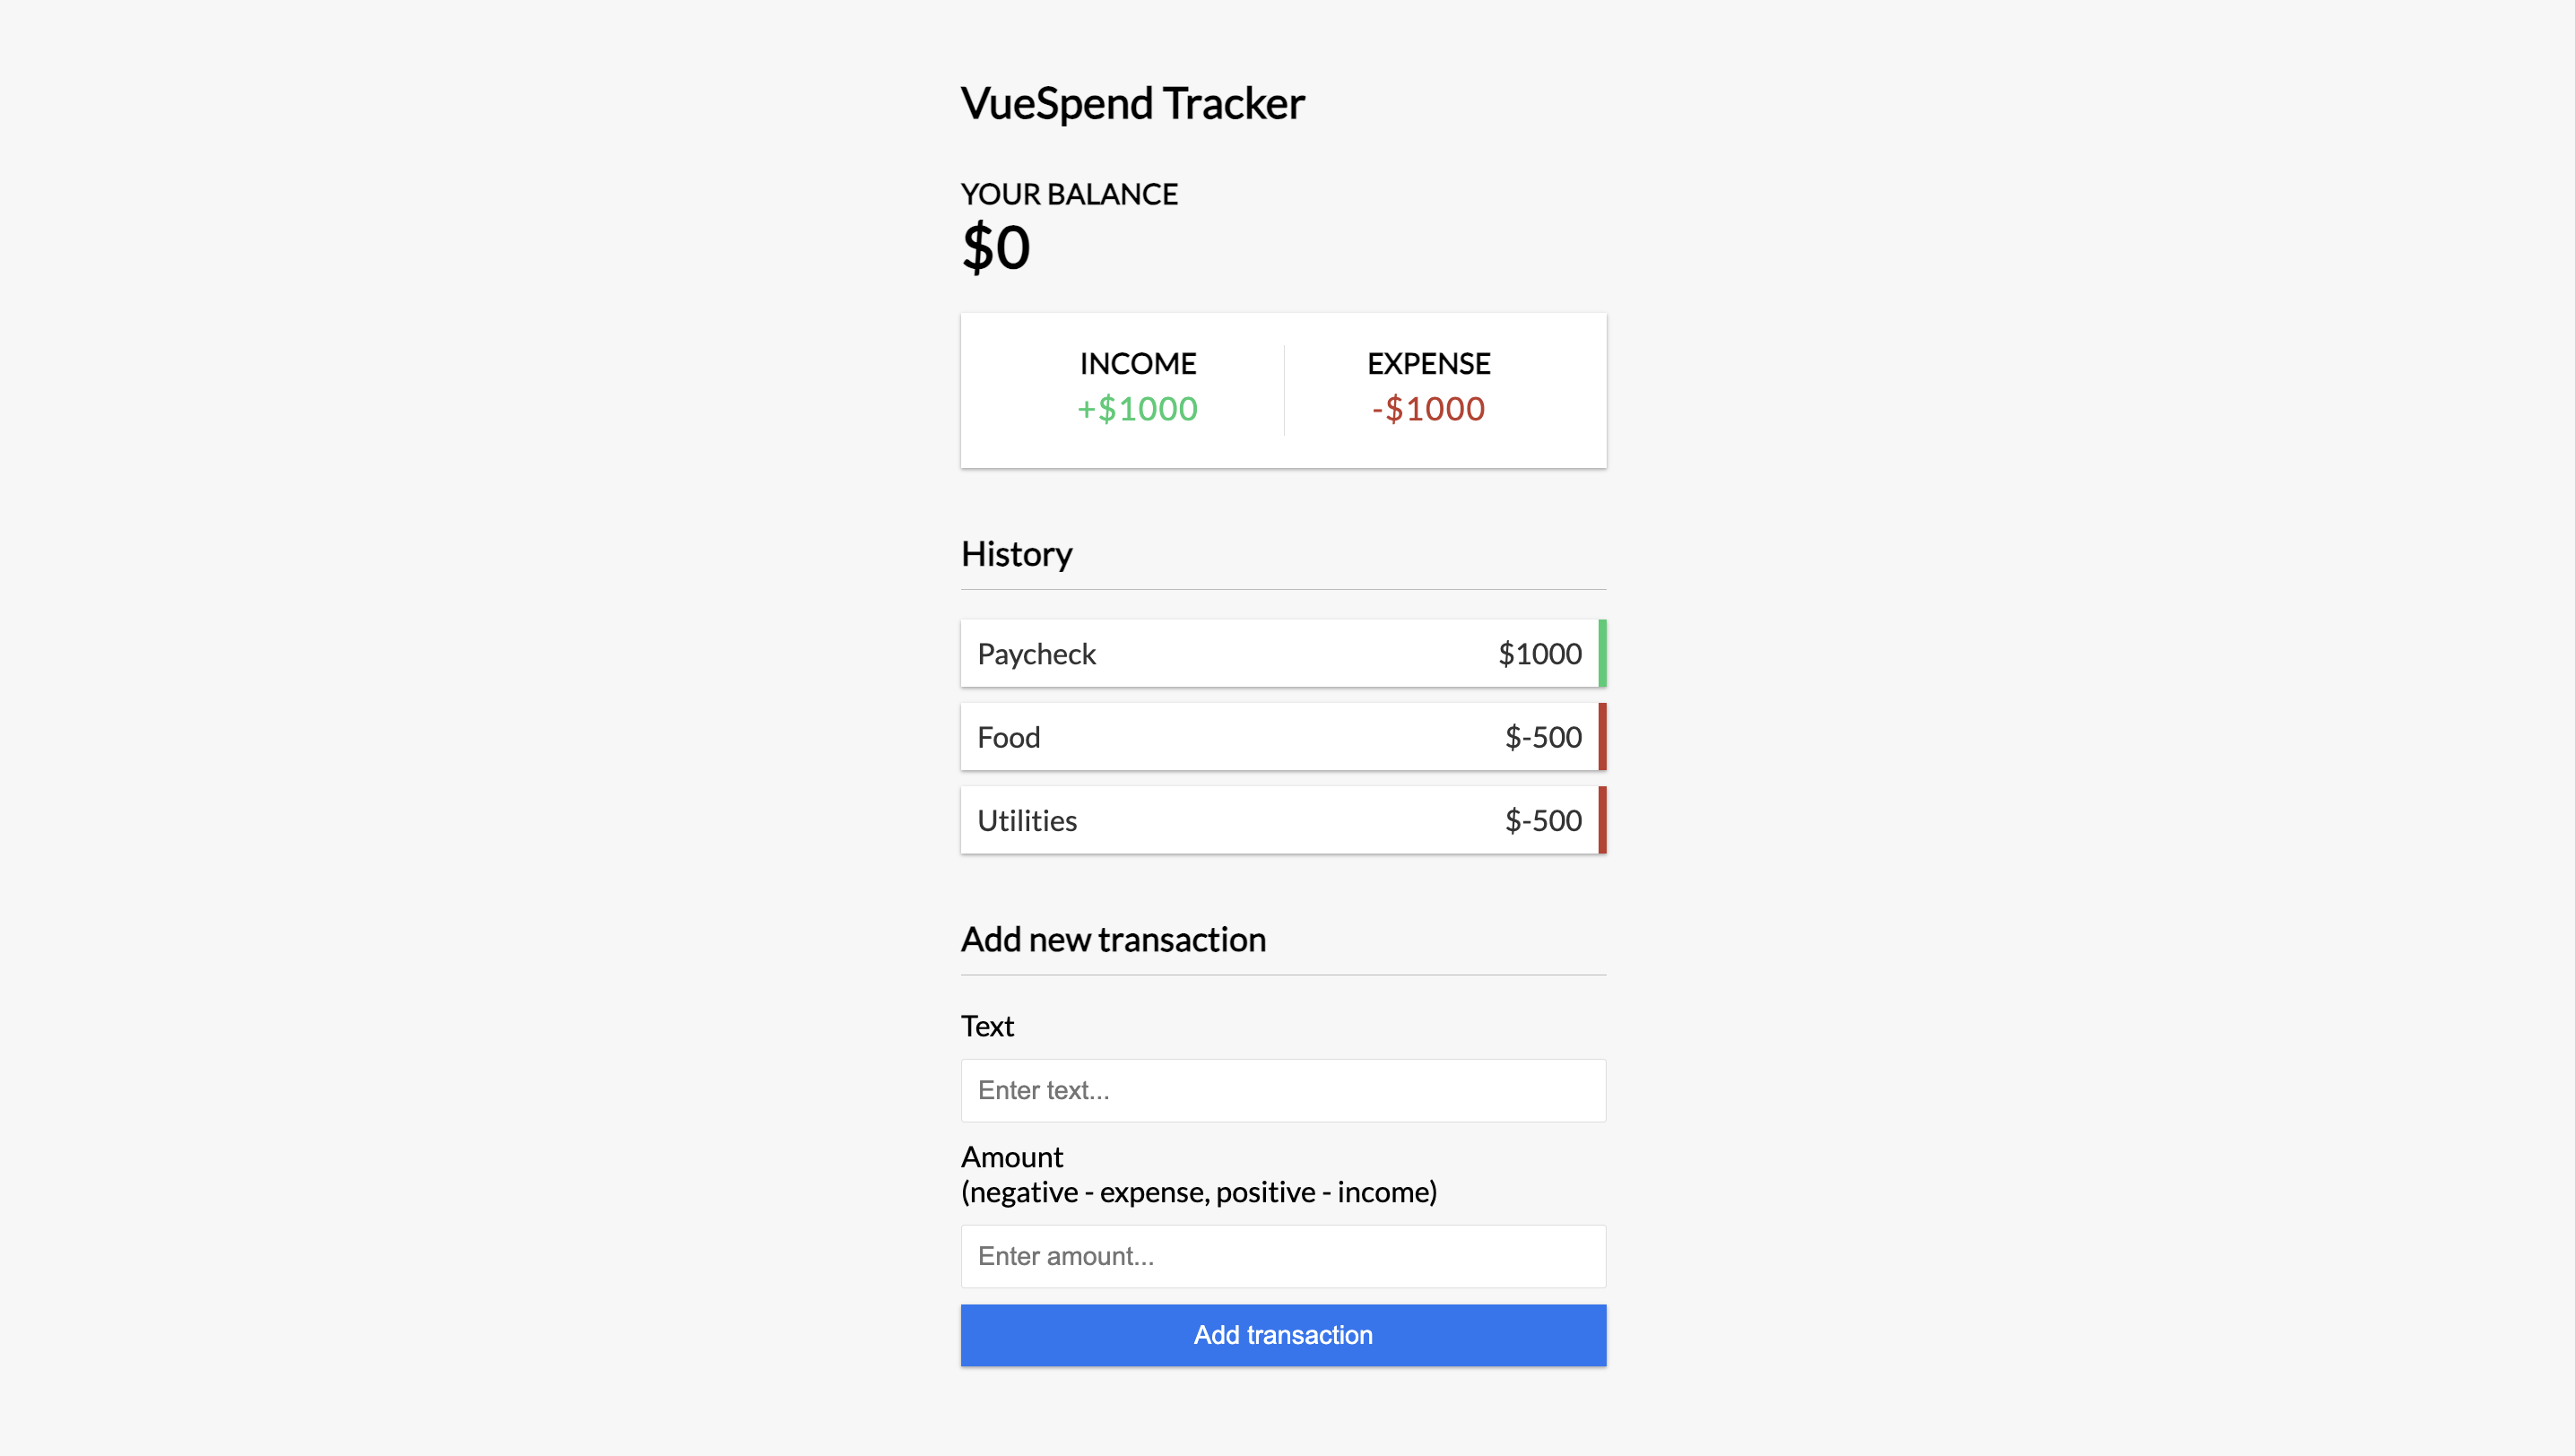 VueSpend Tracker
YOUR BALANCE
$0
INCOME EXPENSE
+$1000 -$1000
History
Paycheck $1000
Food $-500
Utilities $-500
Add new transaction
Text
Enter text...
Amount
(negative - expense, positive - income)
Enter amount...
Add transaction